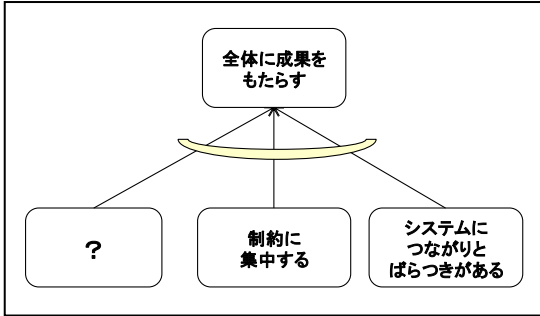 全体に成果を
もたらす
？
制約に
集中する
システムに
つながりと
ばらつきがある